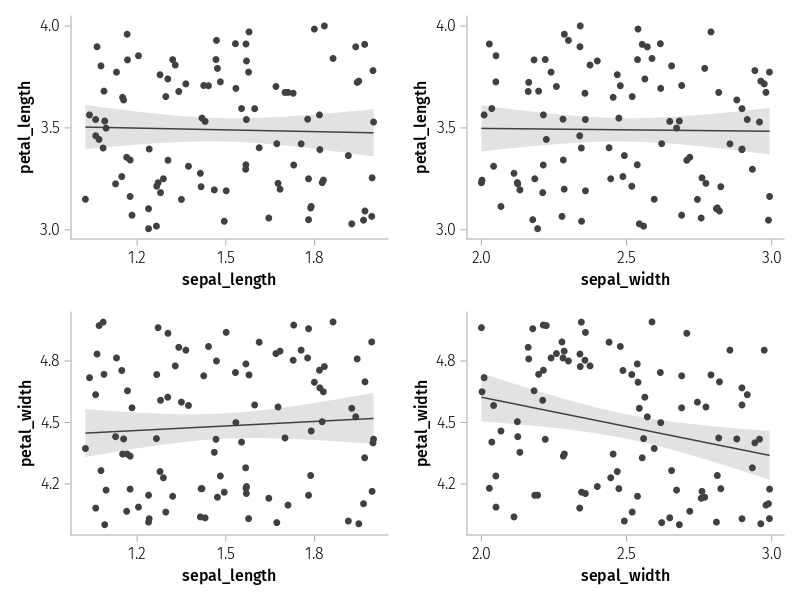 petal_length
4.0
3.5
3.0
1.2 1.5 1.8
sepal_length
petal_length
4.0
3.5
3.0
2.0 2.5 3.0
sepal_width
petal_width
4.8
4.5
4.2
1.2 1.5 1.8
sepal_length
petal_width
4.8
4.5
4.2
2.0 2.5 3.0
sepal_width